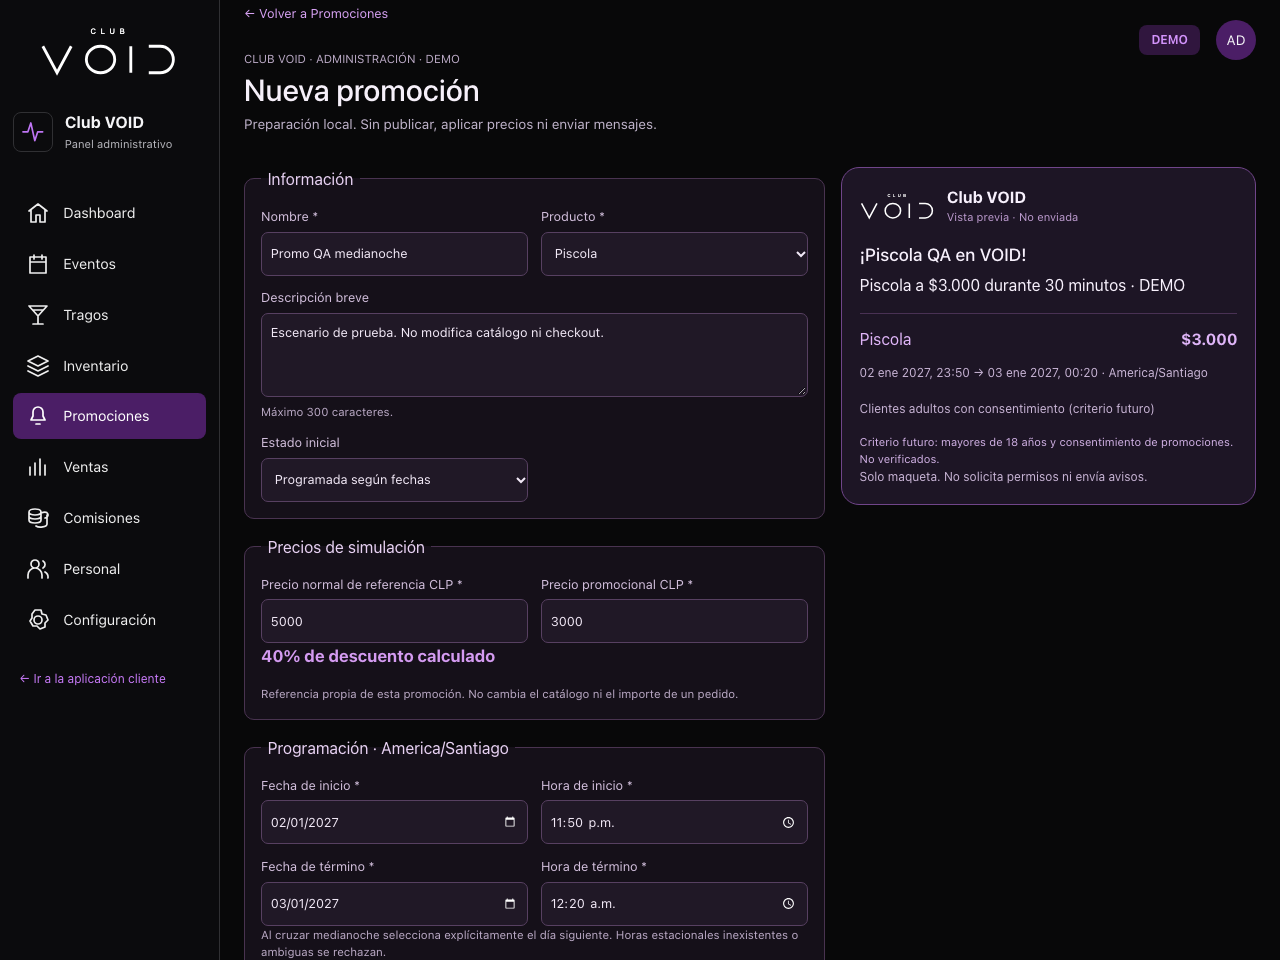 CLUB
VOID
Club VOID
Panel administrativo
Dashboard
Eventos
Tragos
Inventario
Promociones
Ventas
Comisiones
Personal
Configuración
← Ir a la aplicación cliente
← Volver a Promociones
DEMO
AD
CLUB VOID · ADMINISTRACIÓN · DEMO
Nueva promoción
Preparación local. Sin publicar, aplicar precios ni enviar mensajes.
Información
Nombre *
Producto *
Promo QA medianoche
Piscola
Descripción breve
Escenario de prueba. No modifica catálogo ni checkout.
Máximo 300 caracteres.
Estado inicial
Programada según fechas
Precios de simulación
Precio normal de referencia CLP *
Precio promocional CLP *
5000
3000
40% de descuento calculado
Referencia propia de esta promoción. No cambia el catálogo ni el importe de un pedido.
Programación · America/Santiago
Fecha de inicio *
Hora de inicio *
02/01/2027
11:50 p.m.
Fecha de término *
Hora de término *
03/01/2027
12:20 a.m.
Al cruzar medianoche selecciona explícitamente el día siguiente. Horas estacionales inexistentes o
ambiguas se rechazan.
CLUB
VOID
Club VOID
Vista previa · No enviada
¡Piscola QA en VOID!
Piscola a $3.000 durante 30 minutos · DEMO
Piscola
$3.000
02 ene 2027, 23:50 → 03 ene 2027, 00:20 · America/Santiago
Clientes adultos con consentimiento (criterio futuro)
Criterio futuro: mayores de 18 años y consentimiento de promociones.
No verificados.
Solo maqueta. No solicita permisos ni envía avisos.